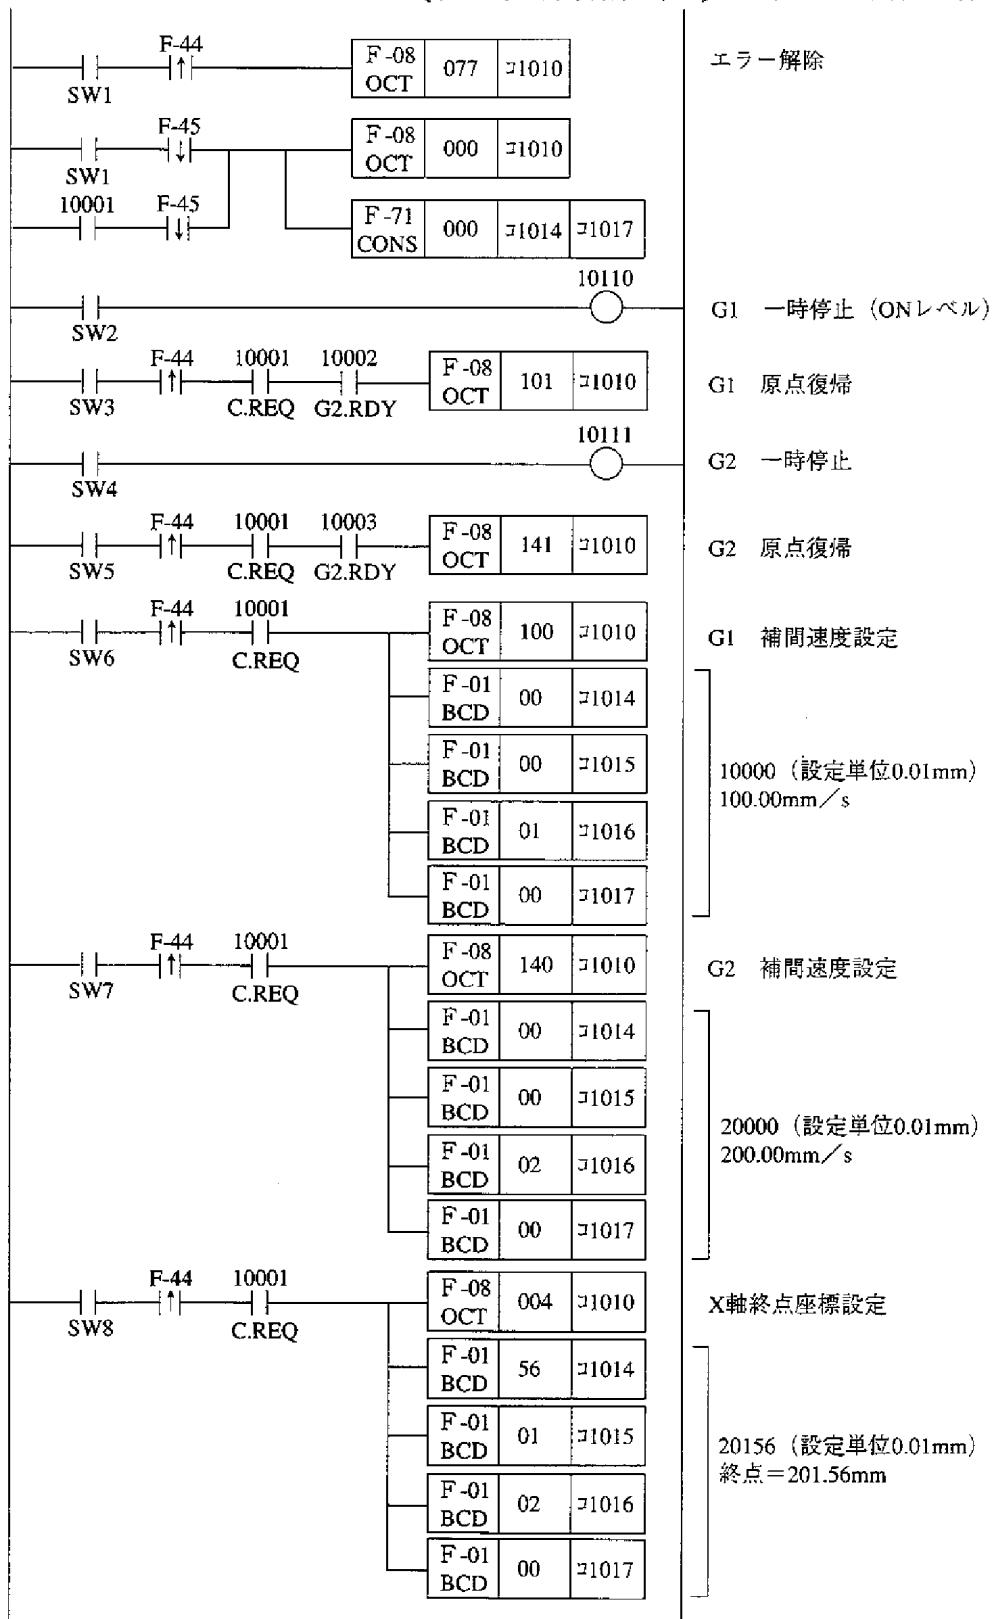 F-44
SW1
F-08 OCT 077 ｺ1010
エラー解除
F-45
SW1
F-08 OCT 000 ｺ1010
10001 F-45
F-71 CONS 000 ｺ1014 ｺ1017
10110
SW2
G1 一時停止（ONレベル）
F-44 10001 10002
SW3 C.REQ G2.RDY
F-08 OCT 101 ｺ1010
G1 原点復帰
10111
SW4
G2 一時停止
F-44 10001 10003
SW5 C.REQ G2.RDY
F-08 OCT 141 ｺ1010
G2 原点復帰
F-44 10001
SW6 C.REQ
F-08 OCT 100 ｺ1010
G1 補間速度設定
F-01 BCD 00 ｺ1014
F-01 BCD 00 ｺ1015
10000（設定単位0.01mm）
100.00mm／s
F-01 BCD 01 ｺ1016
F-01 BCD 00 ｺ1017
F-44 10001
SW7 C.REQ
F-08 OCT 140 ｺ1010
G2 補間速度設定
F-01 BCD 00 ｺ1014
F-01 BCD 00 ｺ1015
20000（設定単位0.01mm）
200.00mm／s
F-01 BCD 02 ｺ1016
F-01 BCD 00 ｺ1017
F-44 10001
SW8 C.REQ
F-08 OCT 004 ｺ1010
X軸終点座標設定
F-01 BCD 56 ｺ1014
F-01 BCD 01 ｺ1015
20156（設定単位0.01mm）
終点＝201.56mm
F-01 BCD 02 ｺ1016
F-01 BCD 00 ｺ1017